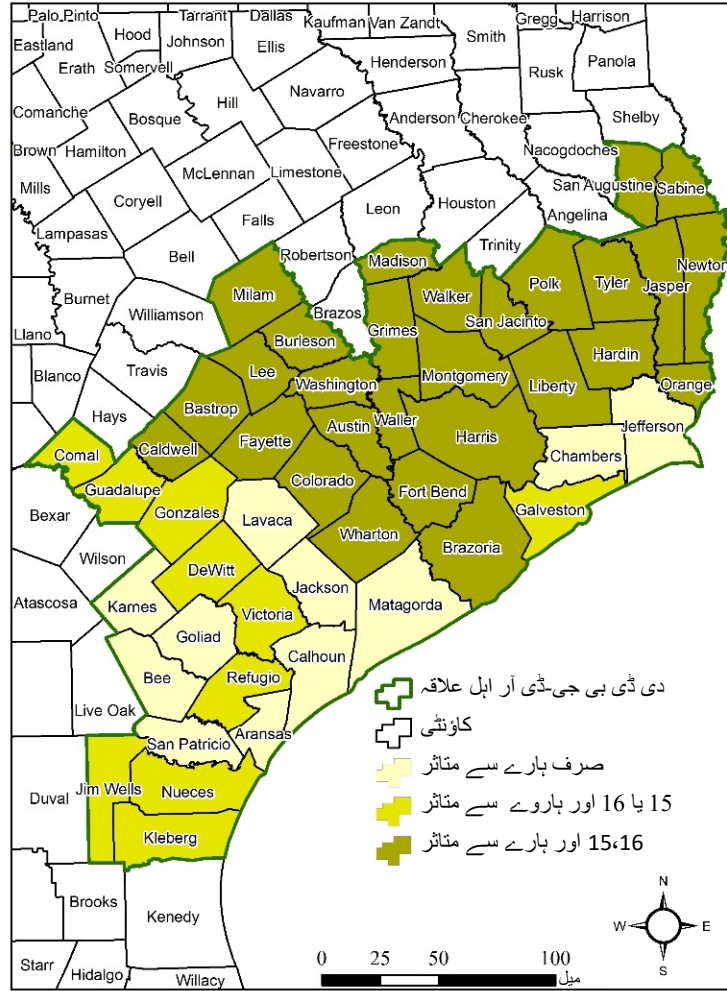 Palo Pinto
Tarrant
Dallas
Kaufman
Van Zandt
Gregg
Harrison
Eastland
Hood
Johnson
Ellis
Smith
Erath
Somervell
Henderson
Rusk
Panola
Comanche
Bosque
Hill
Navarro
Anderson
Cherokee
Shelby
Brown
Hamilton
Freestone
Nacogdoches
Mills
McLennan
Limestone
San Augustine
Sabine
Coryell
Leon
Houston
Angelina
Lampasas
Falls
Trinity
Bell
Robertson
Madison
Newton
Burnet
Milam
Walker
Polk
Tyler
Jasper
Williamson
Brazos
Grimes
San Jacinto
Llano
Burleson
Hardin
Blanco
Travis
Lee
Washington
Montgomery
Liberty
Orange
Hays
Bastrop
Austin
Waller
Jefferson
Caldwell
Fayette
Harris
Chambers
Comal
Guadalupe
Colorado
Fort Bend
Galveston
Bexar
Gonzales
Lavaca
Wharton
Brazoria
Wilson
DeWitt
Jackson
Matagorda
Atascosa
Karnes
Victoria
Goliad
Calhoun
Bee
Refugio
Live Oak
Aransas
San Patricio
Duval
Jim Wells
Nueces
Kleberg
Brooks
Kenedy
Starr
Hidalgo
Willacy
دی ڈی بی جی-ڈی آر اہل علاقہ
کاؤنٹی
صرف ہارے سے متاثر
15 یا 16 اور ہاروے سے متاثر
15،16 اور ہارے سے متاثر
N
W E
S
0 25 50 100
میل